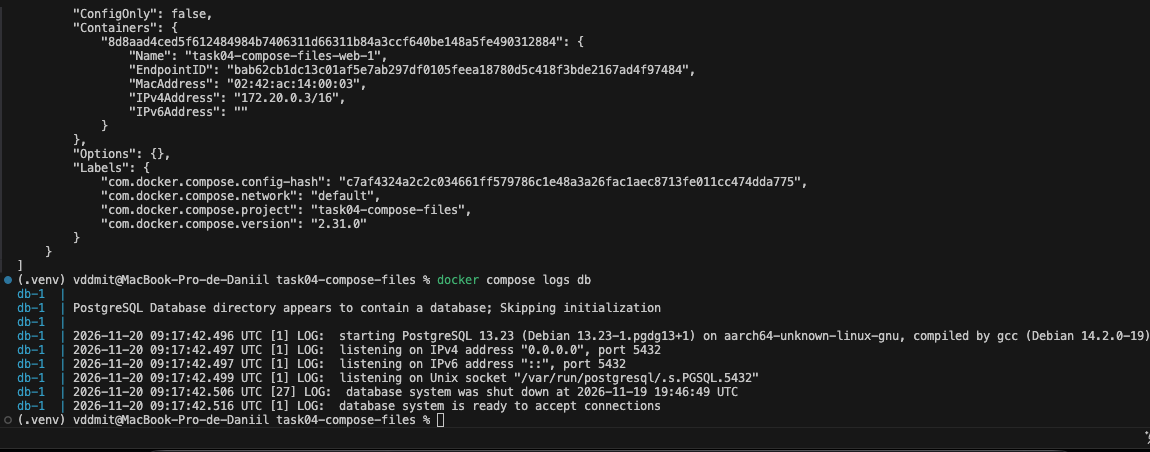 "ConfigOnly": false,
"Containers": {
"8d8aad4ced5f612484984b7406311d66311b84a3ccf640be148a5fe490312884": {
"Name": "task04-compose-files-web-1",
"EndpointID": "bab62cb1dc13c01af5e7ab297df0105feea18780d5c418f3bde2167ad4f97484",
"MacAddress": "02:42:ac:14:00:03",
"IPv4Address": "172.20.0.3/16",
"IPv6Address": ""
}
},
"Options": {},
"Labels": {
"com.docker.compose.config-hash": "c7af4324a2c2c034661ff579786c1e48a3a26fac1aec8713fe011cc474dda775",
"com.docker.compose.network": "default",
"com.docker.compose.project": "task04-compose-files",
"com.docker.compose.version": "2.31.0"
}
}
]
(.venv) vddmit@MacBook-Pro-de-Daniil task04-compose-files % docker compose logs db
db-1 |
db-1 | PostgreSQL Database directory appears to contain a database; Skipping initialization
db-1 |
db-1 | 2026-11-20 09:17:42.496 UTC [1] LOG:  starting PostgreSQL 13.23 (Debian 13.23-1.pgdg13+1) on aarch64-unknown-linux-gnu, compiled by gcc (Debian 14.2.0-19)
db-1 | 2026-11-20 09:17:42.497 UTC [1] LOG:  listening on IPv4 address "0.0.0.0", port 5432
db-1 | 2026-11-20 09:17:42.497 UTC [1] LOG:  listening on IPv6 address "::", port 5432
db-1 | 2026-11-20 09:17:42.499 UTC [1] LOG:  listening on Unix socket "/var/run/postgresql/.s.PGSQL.5432"
db-1 | 2026-11-20 09:17:42.506 UTC [27] LOG:  database system was shut down at 2026-11-19 19:46:49 UTC
db-1 | 2026-11-20 09:17:42.516 UTC [1] LOG:  database system is ready to accept connections
(.venv) vddmit@MacBook-Pro-de-Daniil task04-compose-files %